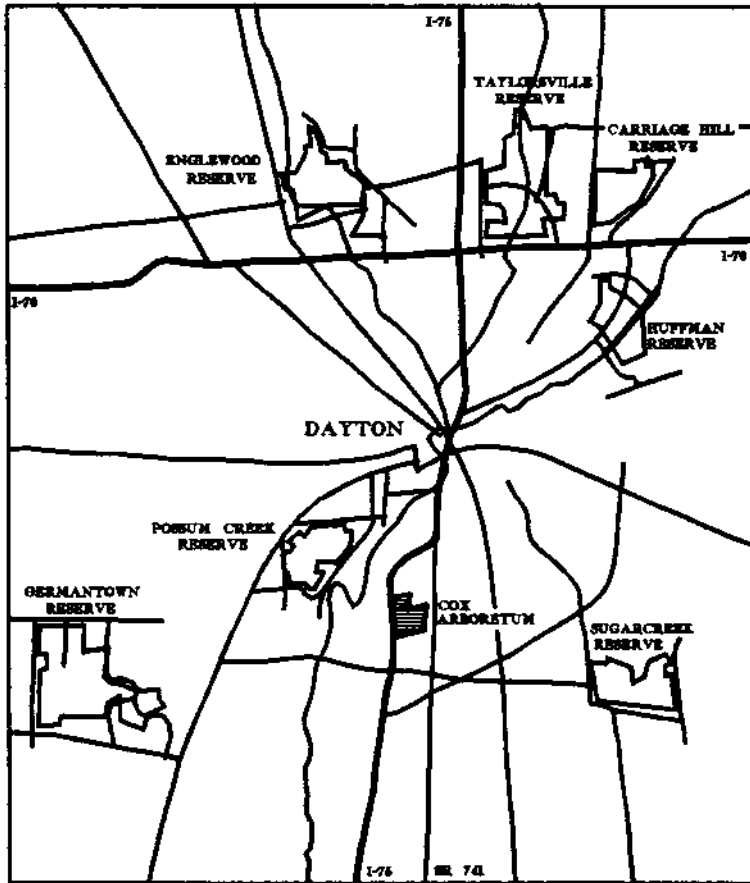 I-75
TAYLORSVILLE
RESERVE
CARRIAGE HILL
RESERVE
ENGLEWOOD
RESERVE
I-70
I-70
HUFFMAN
RESERVE
DAYTON
POSSUM CREEK
RESERVE
GERMANTOWN
RESERVE
COX
ARBORETUM
SUGARCREEK
RESERVE
I-75
SR 741